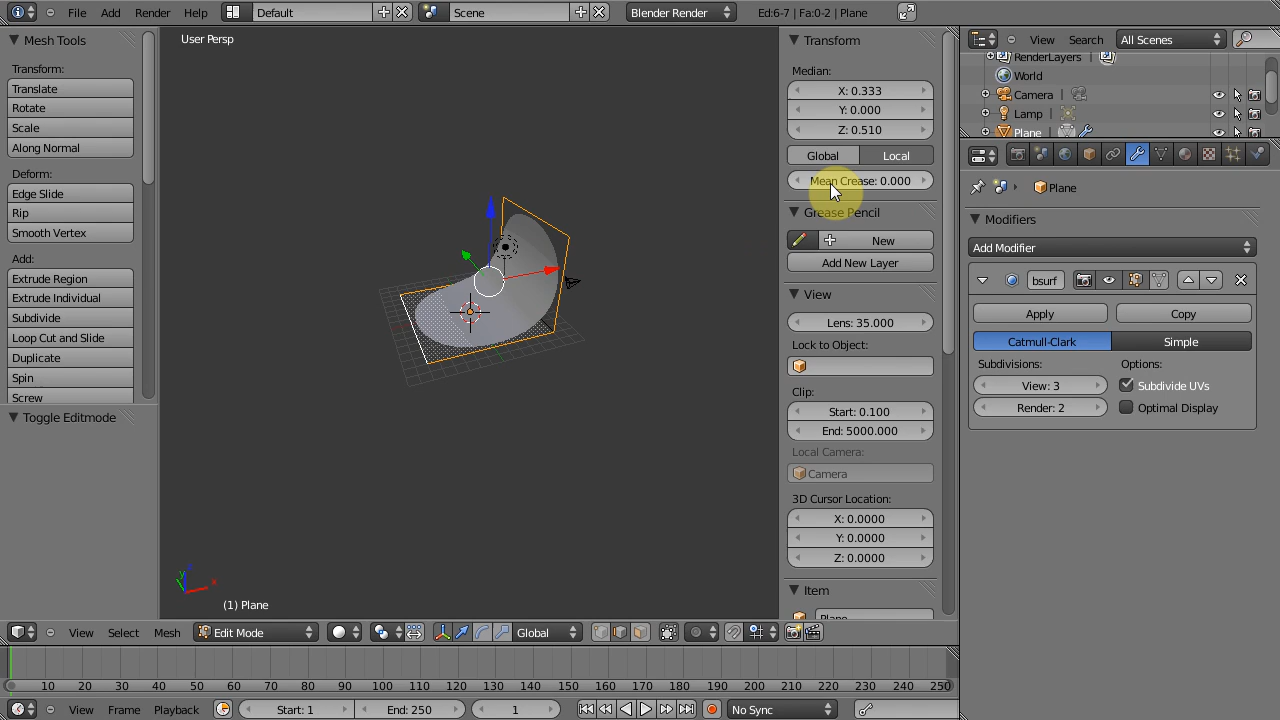 File Add Render Help Default Scene Blender Render Ed:6-7 | Fa:0-2 | Plane
Mesh Tools
Transform:
Translate
Rotate
Scale
Along Normal
Deform:
Edge Slide
Rip
Smooth Vertex
Add:
Extrude Region
Extrude Individual
Subdivide
Loop Cut and Slide
Duplicate
Spin
Screw
Toggle Editmode
User Persp
(1) Plane
Transform
Median:
X: 0.333
Y: 0.000
Z: 0.510
Global Local
Mean Crease: 0.000
Grease Pencil
New
Add New Layer
View
Lens: 35.000
Lock to Object:
Clip:
Start: 0.100
End: 5000.000
Local Camera:
Camera
3D Cursor Location:
X: 0.0000
Y: 0.0000
Z: 0.0000
Item
Plane
View Search All Scenes
RenderLayers |
World
Camera |
Lamp |
Plane |
Plane
Modifiers
Add Modifier
bsurf
Apply Copy
Catmull-Clark Simple
Subdivisions: Options:
View: 3 Subdivide UVs
Render: 2 Optimal Display
View Select Mesh Edit Mode Global
10 20 30 40 50 60 70 80 90 100 110 120 130 140 150 160 170 180 190 200 210 220 230 240 250
View Frame Playback Start: 1 End: 250 1 No Sync